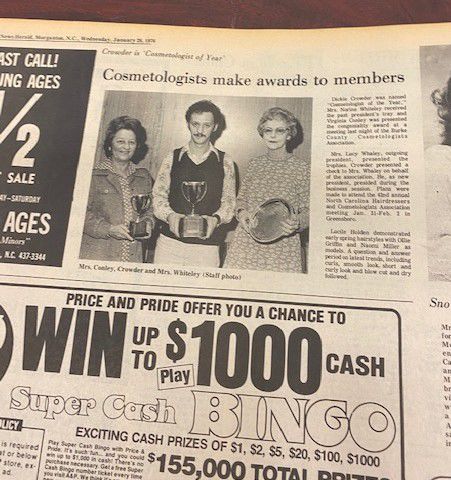 News Herald, Morganton, N.C., Wednesday, January 28, 1976
Crowder is 'Cosmetologist of Year'
Cosmetologists make awards to members
Dickie Crowder was named
"Cosmetologist of the Year,"
Mrs. Norine Whiteley received
the past president's tray and
Virginia Conley was presented
the congeniality award at a
meeting last night of the Burke
County Cosmetologists
Association.
Mrs. Lucy Whaley, outgoing
president, presented the
trophies. Crowder presented a
check to Mrs. Whaley on behalf
of the association. He, as new
president, presided during the
business session. Plans were
made to attend the 42nd annual
North Carolina Hairdressers
and Cosmetologists Association
meeting Jan. 31-Feb. 2 in
Greensboro.
Lucile Holden demonstrated
early spring hairstyles with Ollie
Griffin and Naomi Miller as
models. A question and answer
period on latest trends, including
curls, smooth look, short and
curly look and blow cut and dry
followed.
Mrs. Conley, Crowder and Mrs. Whiteley (Staff photo)
AST CALL!
NG AGES
1/2
SALE
AY-SATURDAY
AGES
Minors"
, N.C. 437-3344
PRICE AND PRIDE OFFER YOU A CHANCE TO
WIN UP TO $1000 CASH
Play
Super Cash BINGO
EXCITING CASH PRIZES OF $1, $2, $5, $20, $100, $1000
OLICY
is required
at or below
store, ex-
ad.
Play Super Cash Bingo with Price &
Pride. It's such fun... and you could
win up to $1,000 in cash! There's no
purchase necessary. Get a free Super
Cash Bingo number ticket every time
you visit A&P.
$155,000 TOTAL PRIZES
Sno
Mr